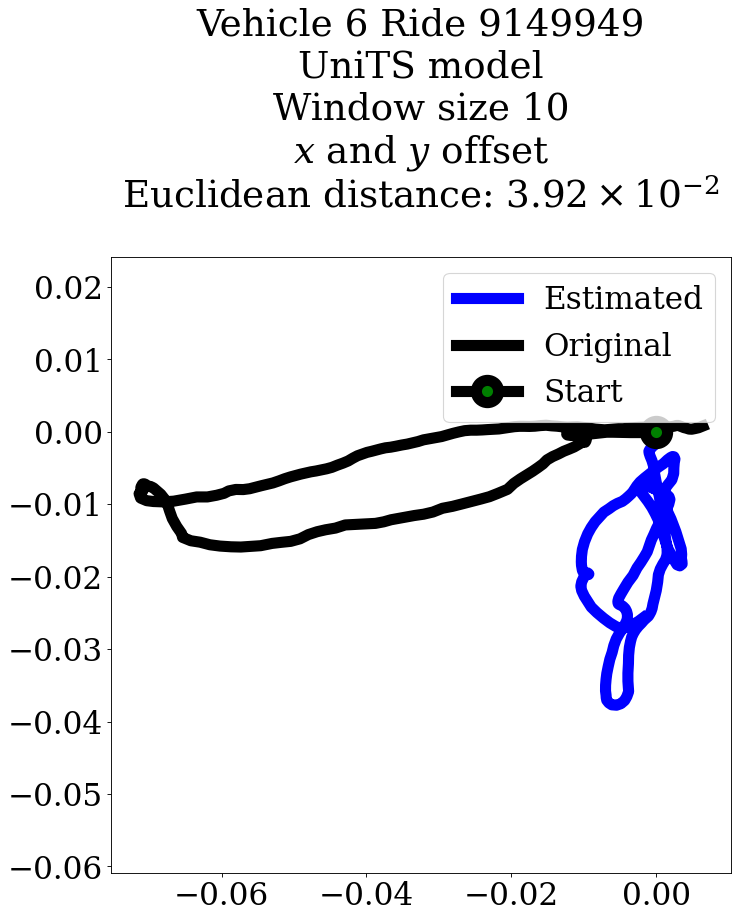 Vehicle 6 Ride 9149949
UniTS model
Window size 10
x and y offset
Euclidean distance: 3.92 × 10⁻²
Estimated
Original
Start
0.02
0.01
0.00
−0.01
−0.02
−0.03
−0.04
−0.05
−0.06
−0.06 −0.04 −0.02 0.00